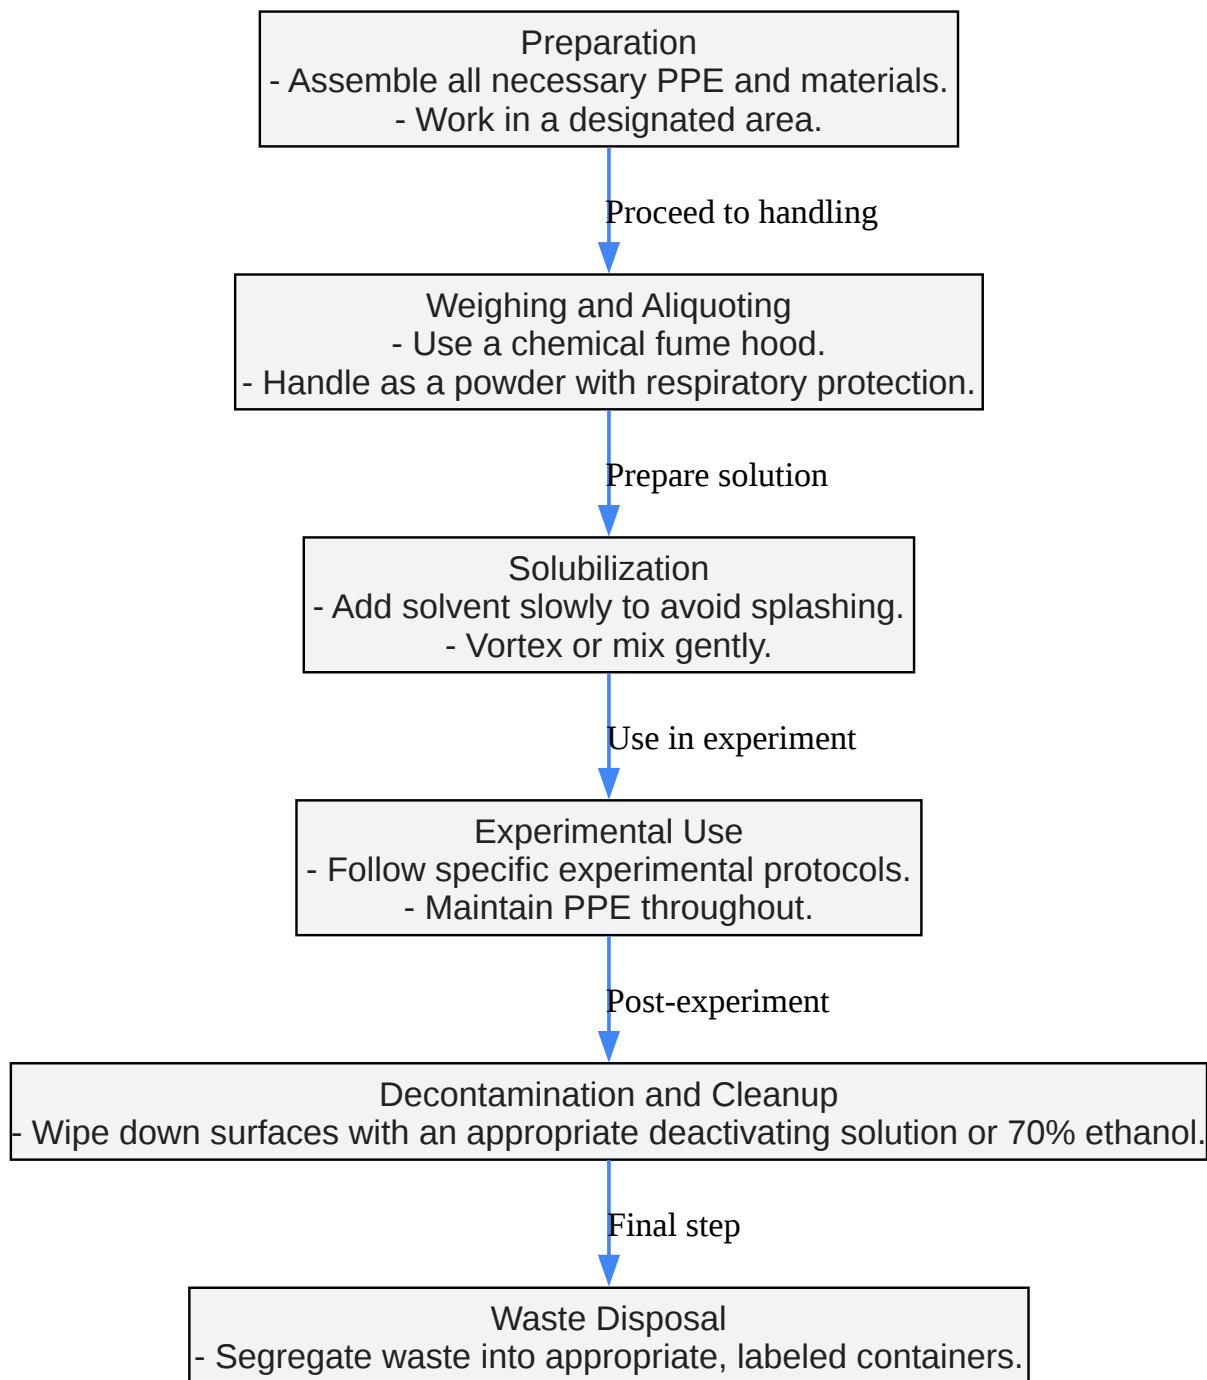 Preparation
- Assemble all necessary PPE and materials.
- Work in a designated area.
Proceed to handling
Weighing and Aliquoting
- Use a chemical fume hood.
- Handle as a powder with respiratory protection.
Prepare solution
Solubilization
- Add solvent slowly to avoid splashing.
- Vortex or mix gently.
Use in experiment
Experimental Use
- Follow specific experimental protocols.
- Maintain PPE throughout.
Post-experiment
Decontamination and Cleanup
- Wipe down surfaces with an appropriate deactivating solution or 70% ethanol.
Final step
Waste Disposal
- Segregate waste into appropriate, labeled containers.